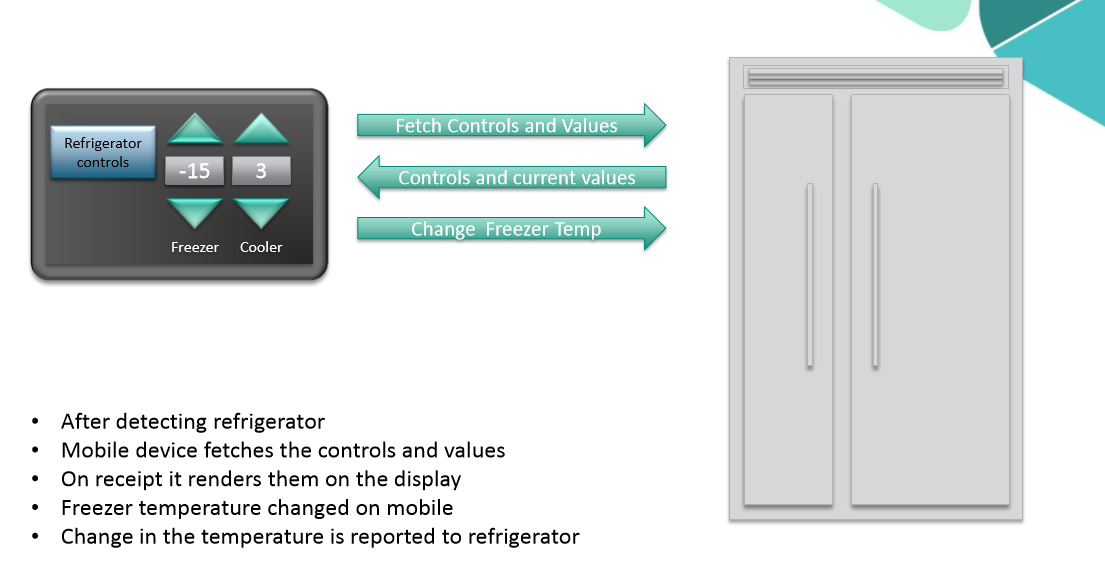 Refrigerator
controls
-15
3
Freezer
Cooler
Fetch Controls and Values
Controls and current values
Change Freezer Temp
• After detecting refrigerator
• Mobile device fetches the controls and values
• On receipt it renders them on the display
• Freezer temperature changed on mobile
• Change in the temperature is reported to refrigerator